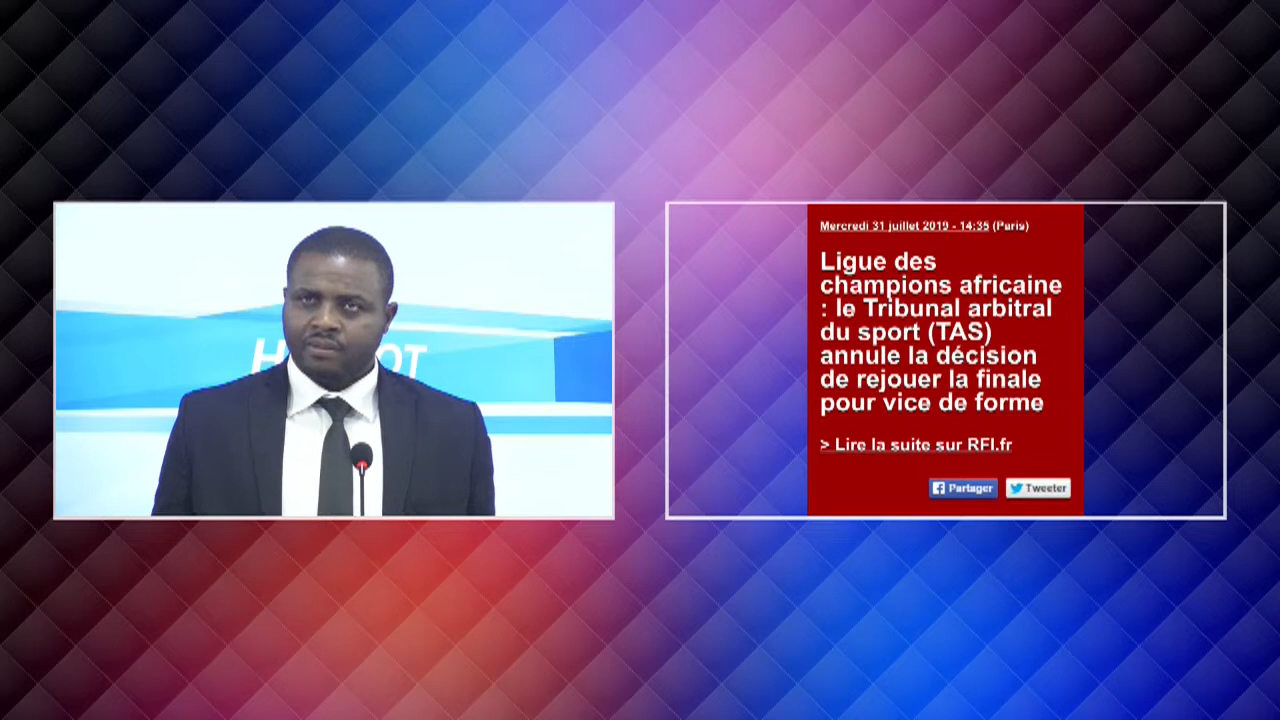 H OT
Mercredi 31 juillet 2019 - 14:35 (Paris)
Ligue des
champions africaine
: le Tribunal arbitral
du sport (TAS)
annule la décision
de rejouer la finale
pour vice de forme
> Lire la suite sur RFI.fr
Partager
Tweeter